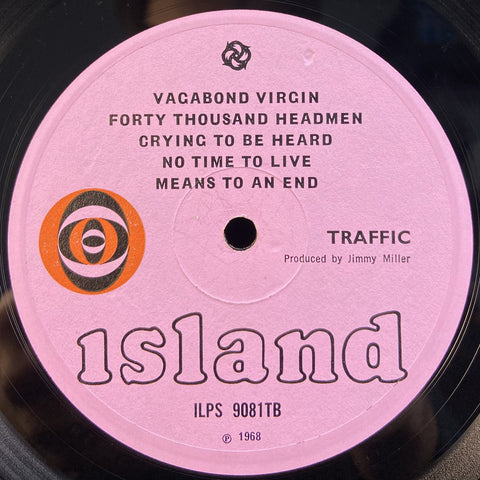 VAGABOND VIRGIN
FORTY THOUSAND HEADMEN
CRYING TO BE HEARD
NO TIME TO LIVE
MEANS TO AN END
TRAFFIC
Produced by Jimmy Miller
island
ILPS 9081TB
℗ 1968